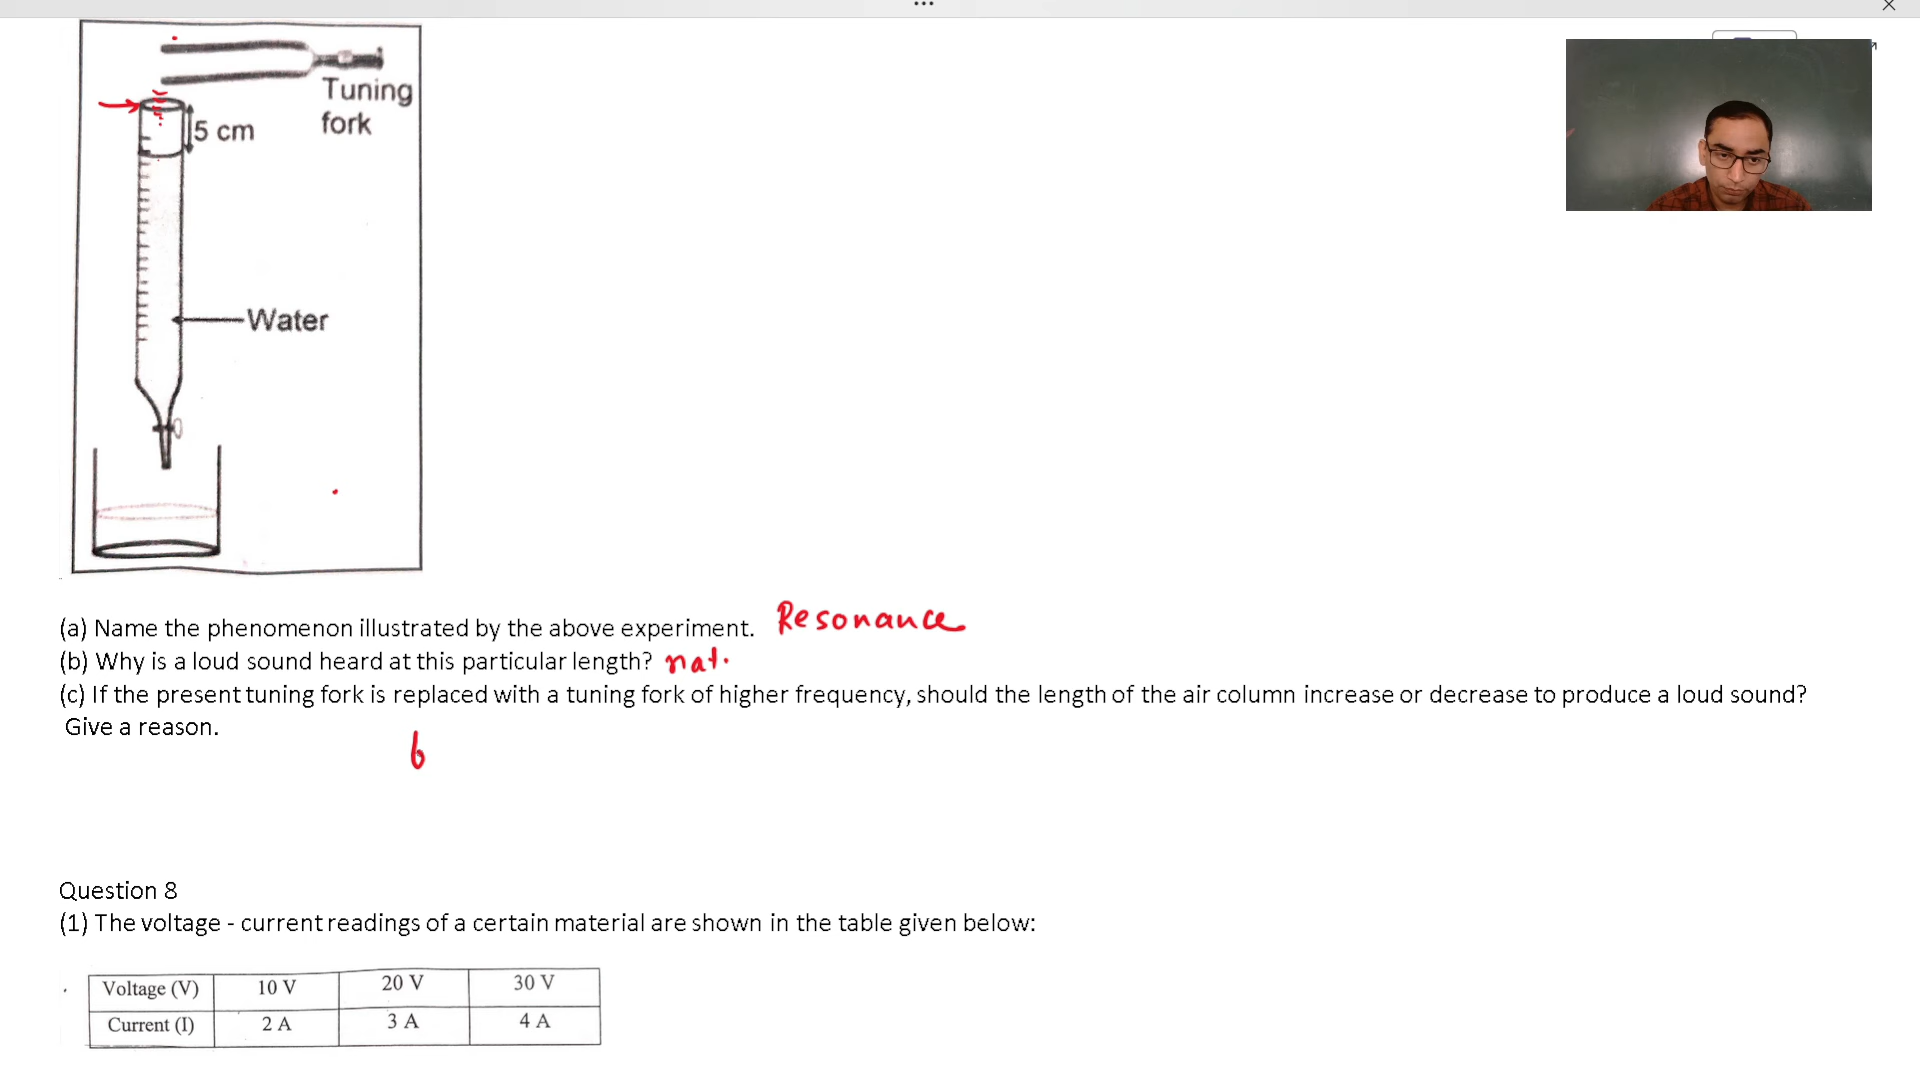 Tuning
fork
5 cm
Water
(a) Name the phenomenon illustrated by the above experiment. Resonance
(b) Why is a loud sound heard at this particular length? nat.
(c) If the present tuning fork is replaced with a tuning fork of higher frequency, should the length of the air column increase or decrease to produce a loud sound?
Give a reason.
6
Question 8
(1) The voltage - current readings of a certain material are shown in the table given below:
Voltage (V) 10 V 20 V 30 V
Current (I) 2 A 3 A 4 A